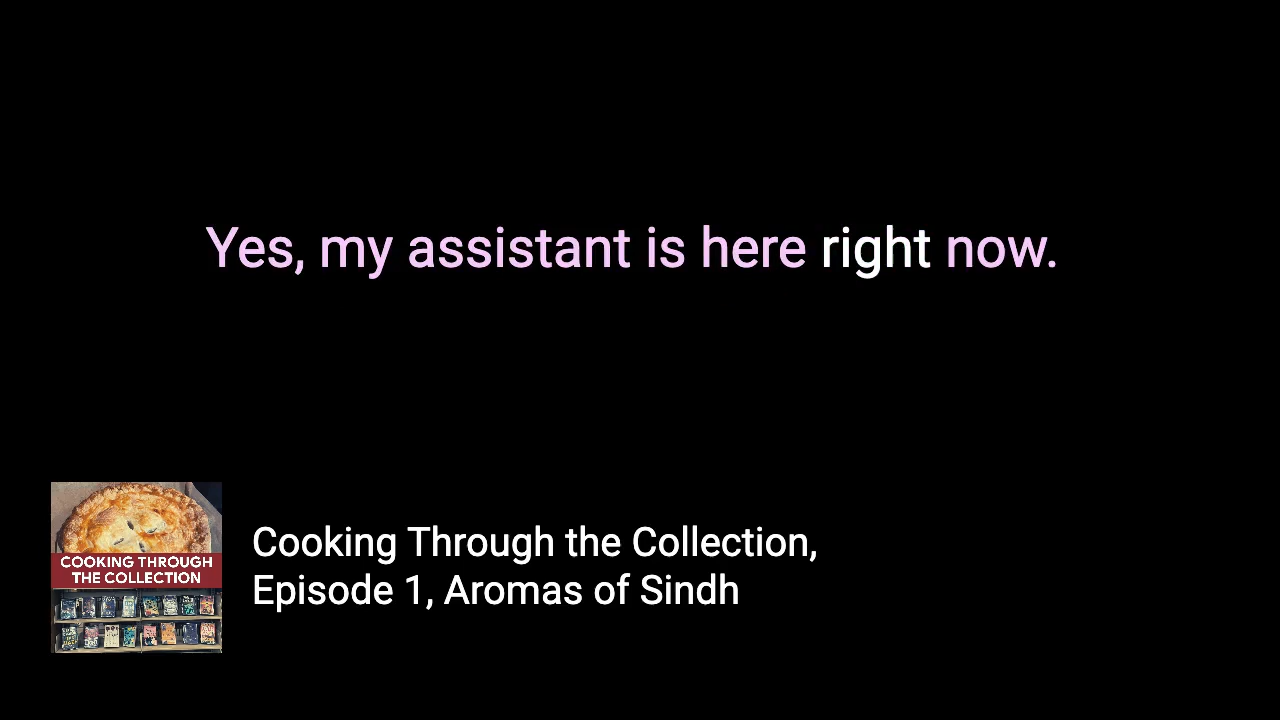 Yes, my assistant is here right now.
COOKING THROUGH
THE COLLECTION
Cooking Through the Collection,
Episode 1, Aromas of Sindh